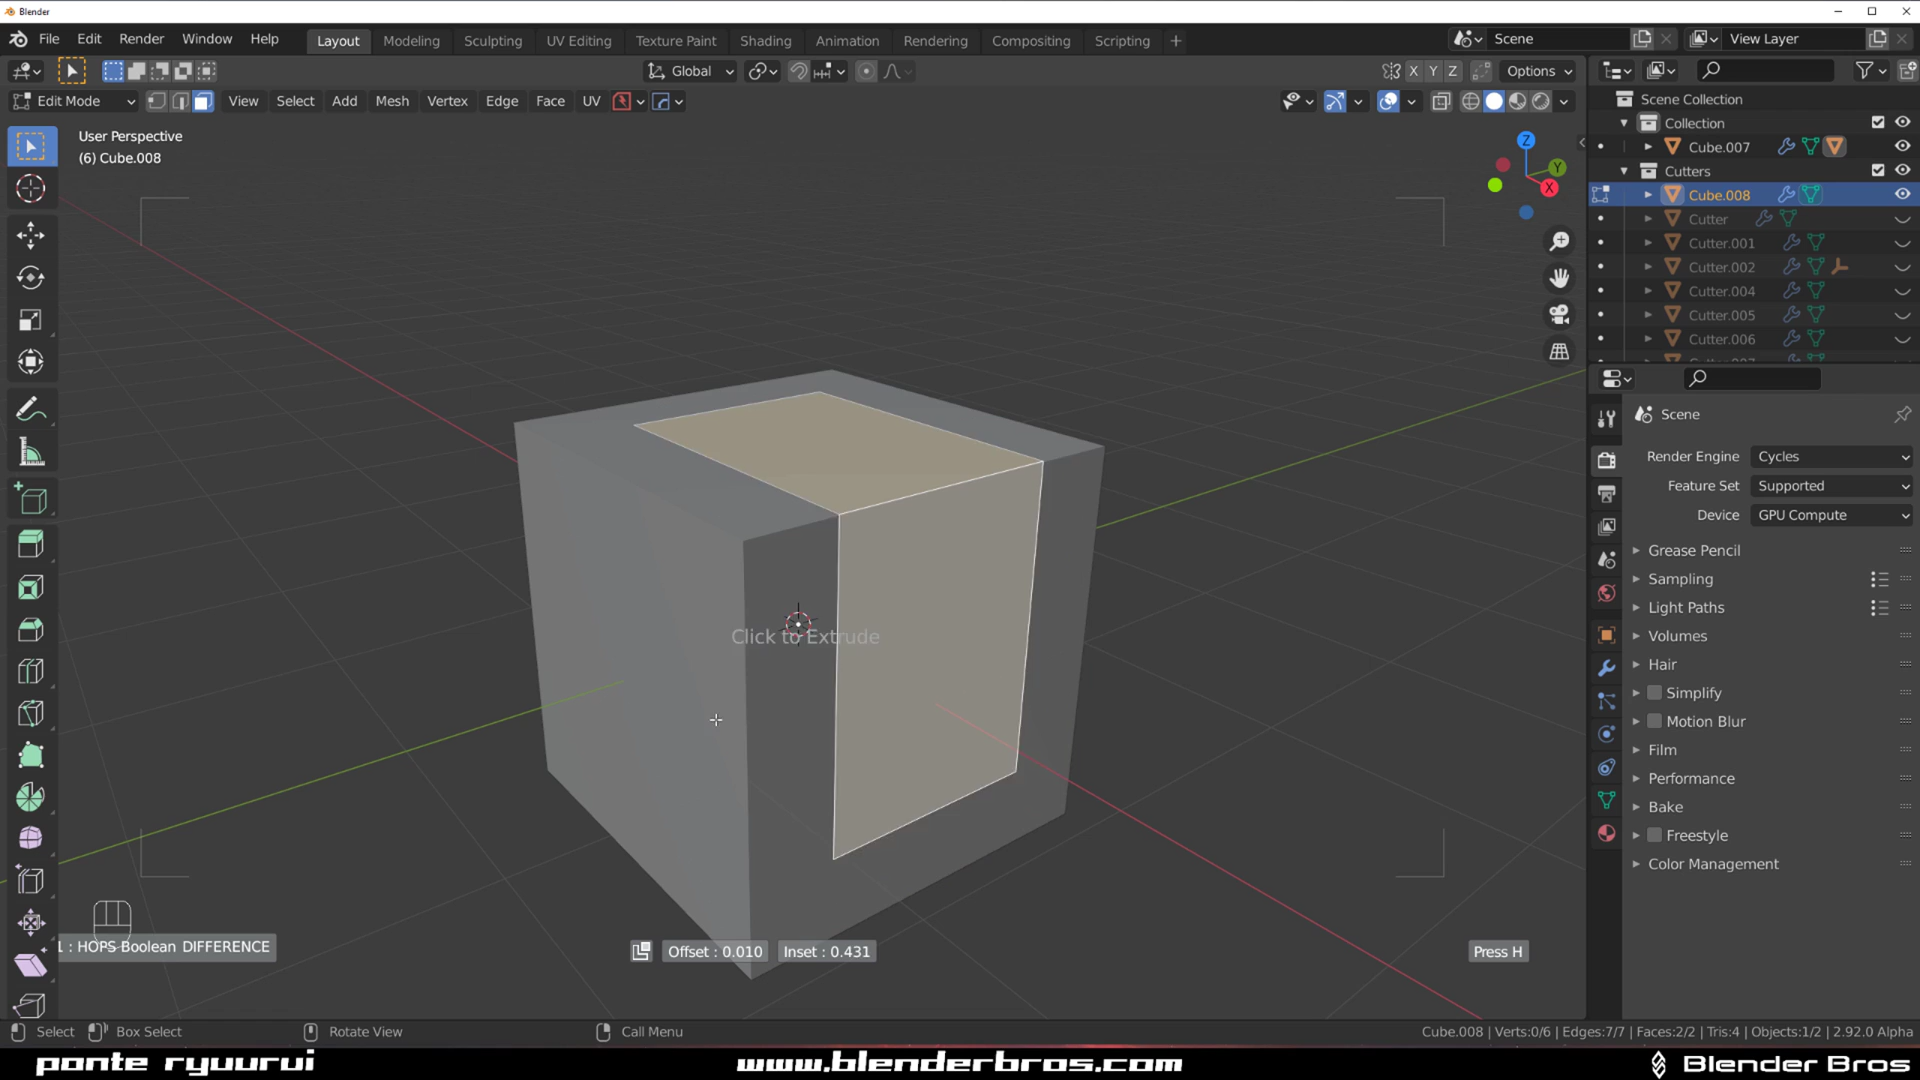 Blender
File Edit Render Window Help Layout Modeling Sculpting UV Editing Texture Paint Shading Animation Rendering Compositing Scripting + Scene View Layer
Global X Y Z Options
Edit Mode View Select Add Mesh Vertex Edge Face UV
User Perspective
(6) Cube.008
Z
Y
X
Scene Collection
Collection
Cube.007
Cutters
Cube.008
Cutter
Cutter.001
Cutter.002
Cutter.004
Cutter.005
Cutter.006
Scene
Render Engine Cycles
Feature Set Supported
Device GPU Compute
Grease Pencil
Sampling
Light Paths
Volumes
Hair
Simplify
Motion Blur
Film
Performance
Bake
Freestyle
Color Management
Click to Extrude
1 : HOPS Boolean DIFFERENCE
Offset : 0.010 Inset : 0.431
Press H
Select Box Select Rotate View Call Menu Cube.008 | Verts:0/6 | Edges:7/7 | Faces:2/2 | Tris:4 | Objects:1/2 | 2.92.0 Alpha
ponte ryuurui www.blenderbros.com Blender Bros